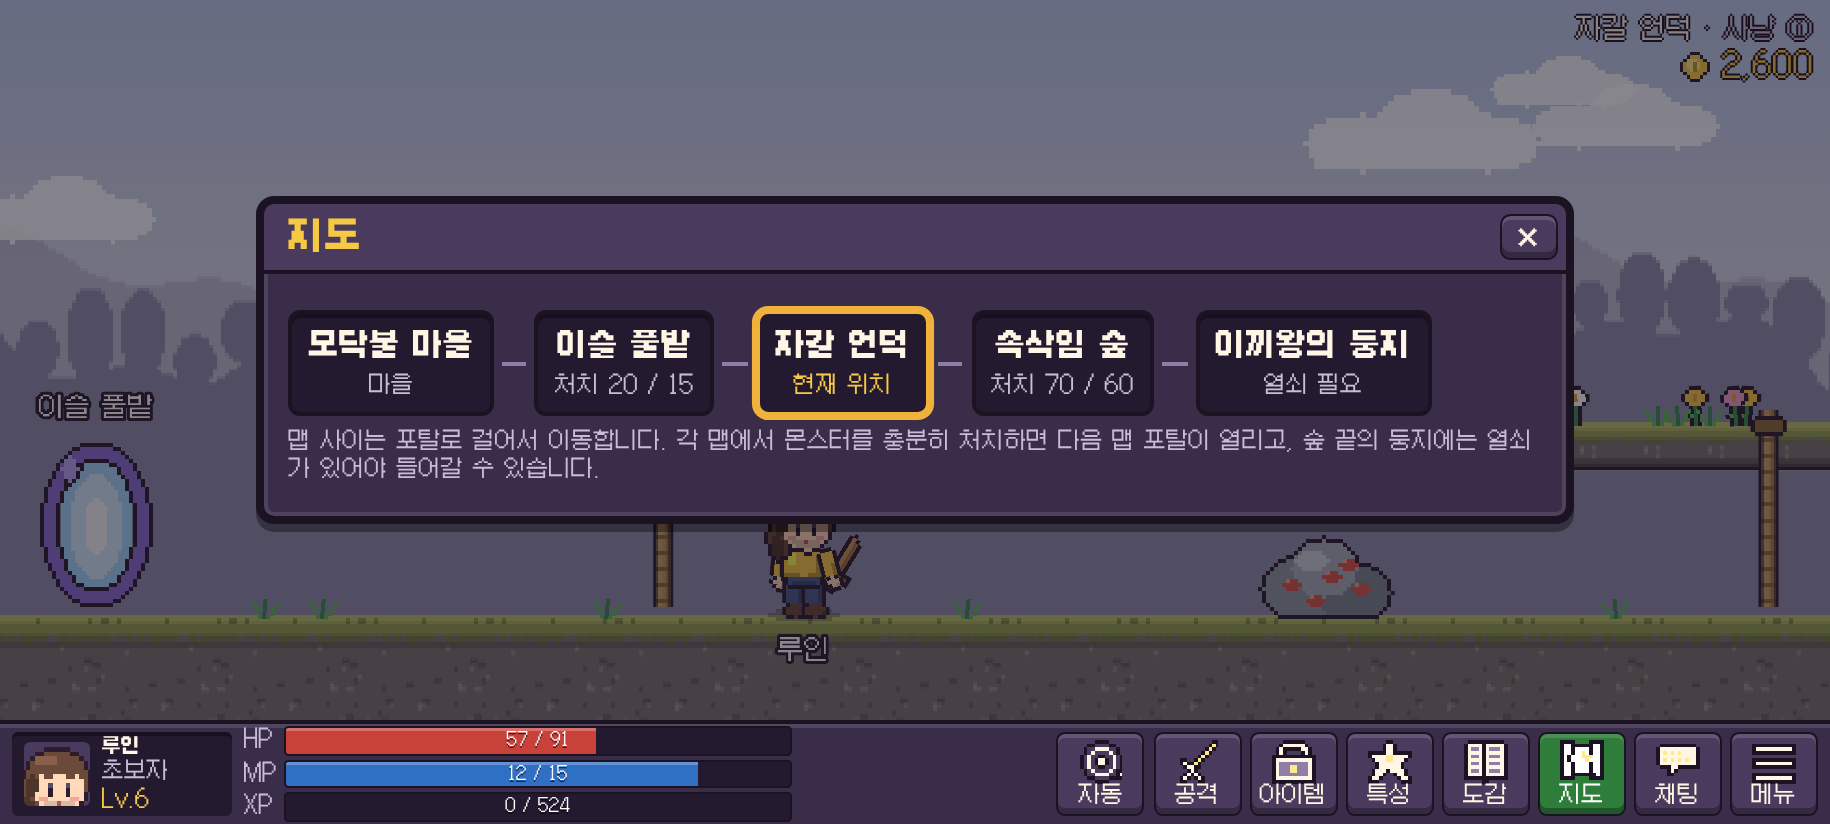 자갈 언덕 · 사냥 ①
2,600
지도
모닥불 마을
마을
이슬 풀밭
처치 20 / 15
자갈 언덕
현재 위치
속삭임 숲
처치 70 / 60
이끼왕의 둥지
열쇠 필요
맵 사이는 포탈로 걸어서 이동합니다. 각 맵에서 몬스터를 충분히 처치하면 다음 맵 포탈이 열리고, 숲 끝의 둥지에는 열쇠
가 있어야 들어갈 수 있습니다.
이슬 풀밭
루인
루인
초보자
Lv.6
HP
57 / 91
MP
12 / 15
XP
0 / 524
자동
공격
아이템
특성
도감
지도
채팅
메뉴